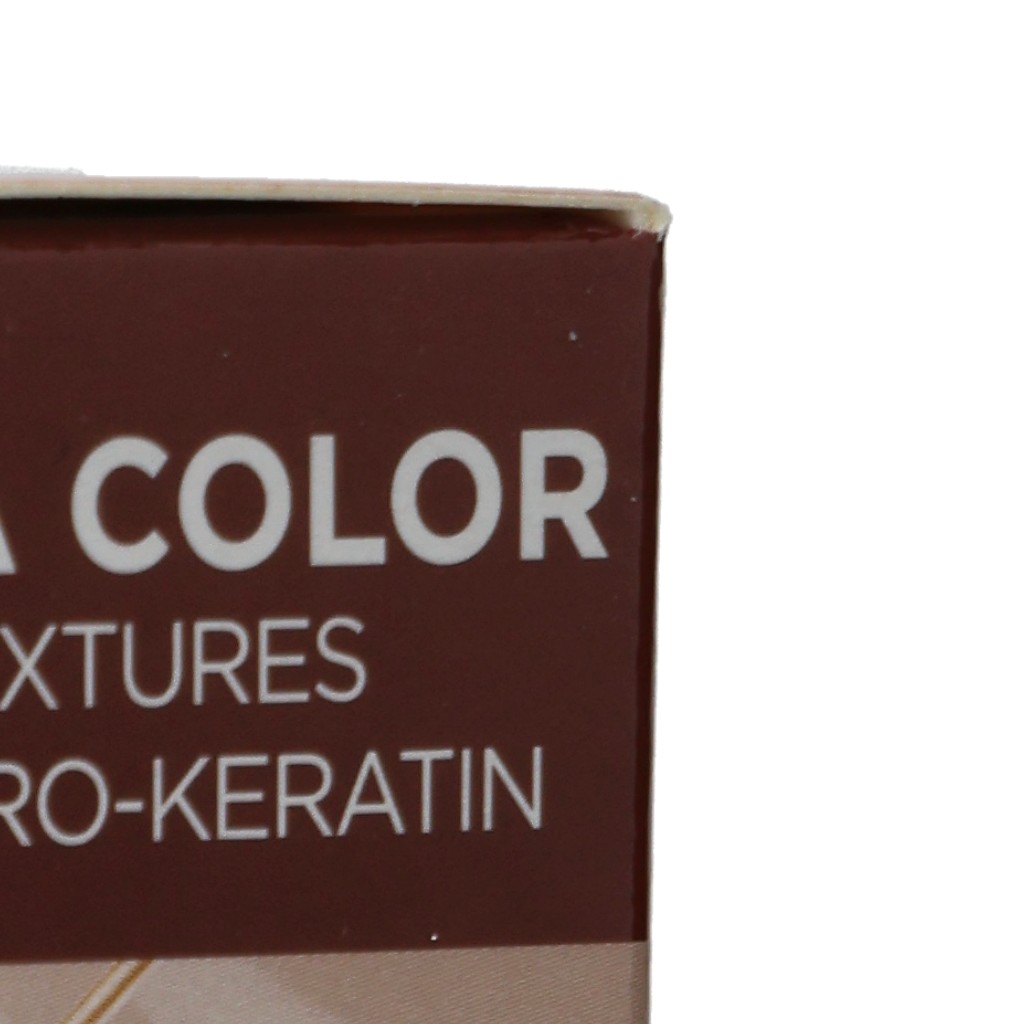 A COLOR
XTURES
RO-KERATIN